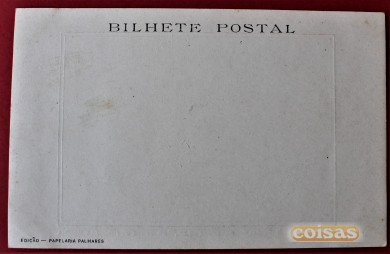 BILHETE POSTAL
EDIÇÃO — PAPELARIA PALHARES
coisas